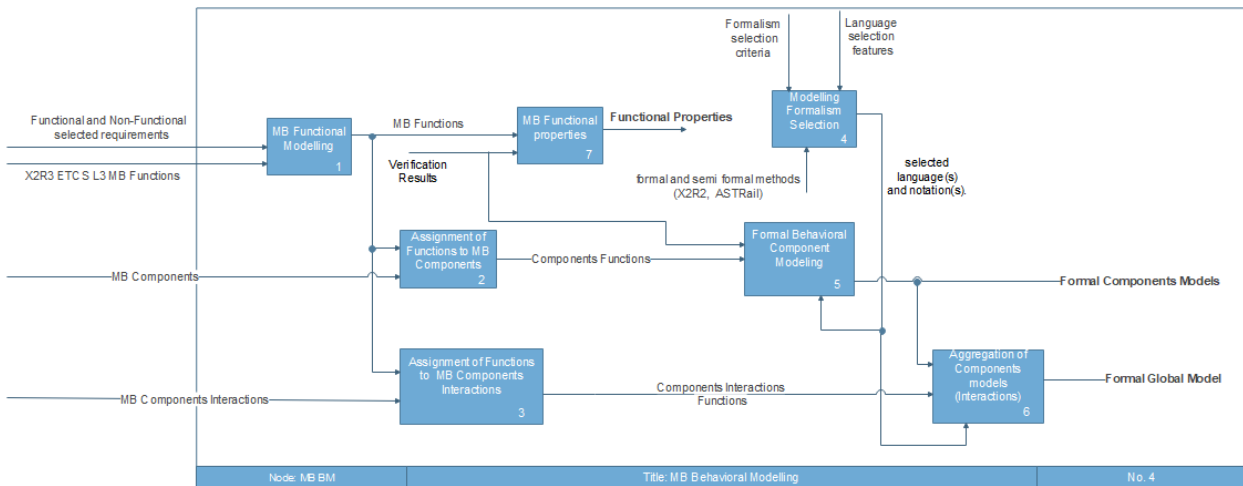 Formalism
selection
criteria
Language
selection
features
Functional and Non-Functional
selected requirements
X2R3 ETCS L3 MB Functions
MB Functional
Modelling
1
MB Functions
MB Functional
properties
7
Functional Properties
Verification
Results
Modelling
Formalism
Selection
4
formal and semi formal methods
(X2R2, ASTRail)
selected
language(s)
and notation(s).
MB Components
Assignment of
Functions to MB
Components
2
Components Functions
Formal Behavioral
Component
Modeling
5
Formal Components Models
MB Components Interactions
Assignment of Functions
to MB Components
Interactions
3
Components Interactions
Functions
Aggregation of
Components
models
(Interactions)
6
Formal Global Model
Node: MBBM
Title: MB Behavioral Modelling
No. 4